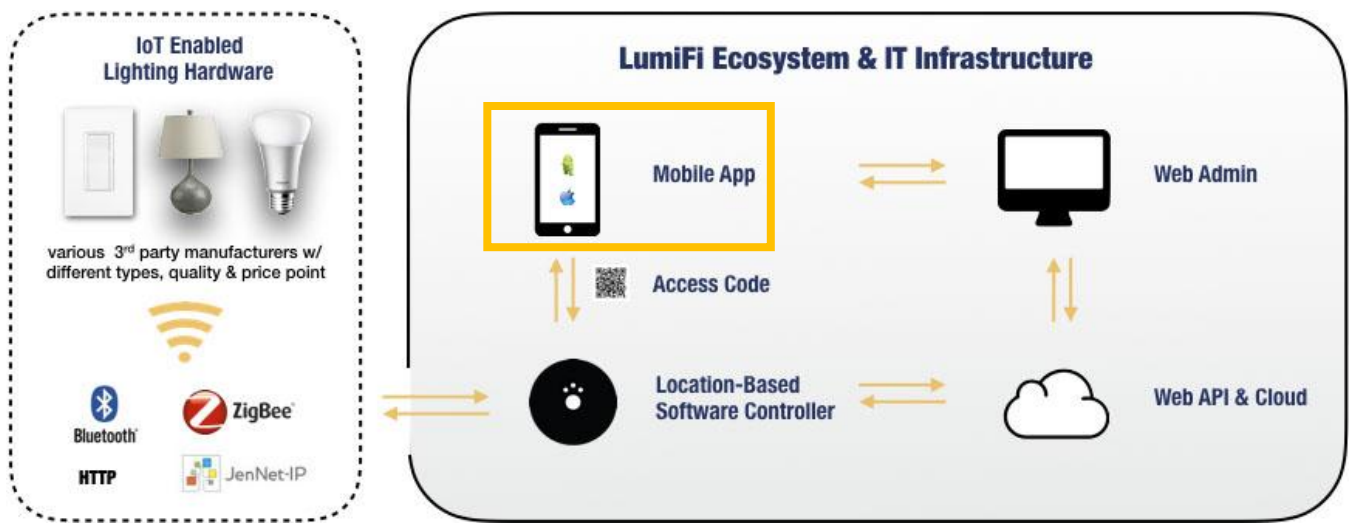 IoT Enabled
Lighting Hardware
various 3rd party manufacturers w/
different types, quality & price point
Bluetooth
ZigBee
HTTP
JenNet-IP
LumiFi Ecosystem & IT Infrastructure
Mobile App
Web Admin
Access Code
Location-Based
Software Controller
Web API & Cloud